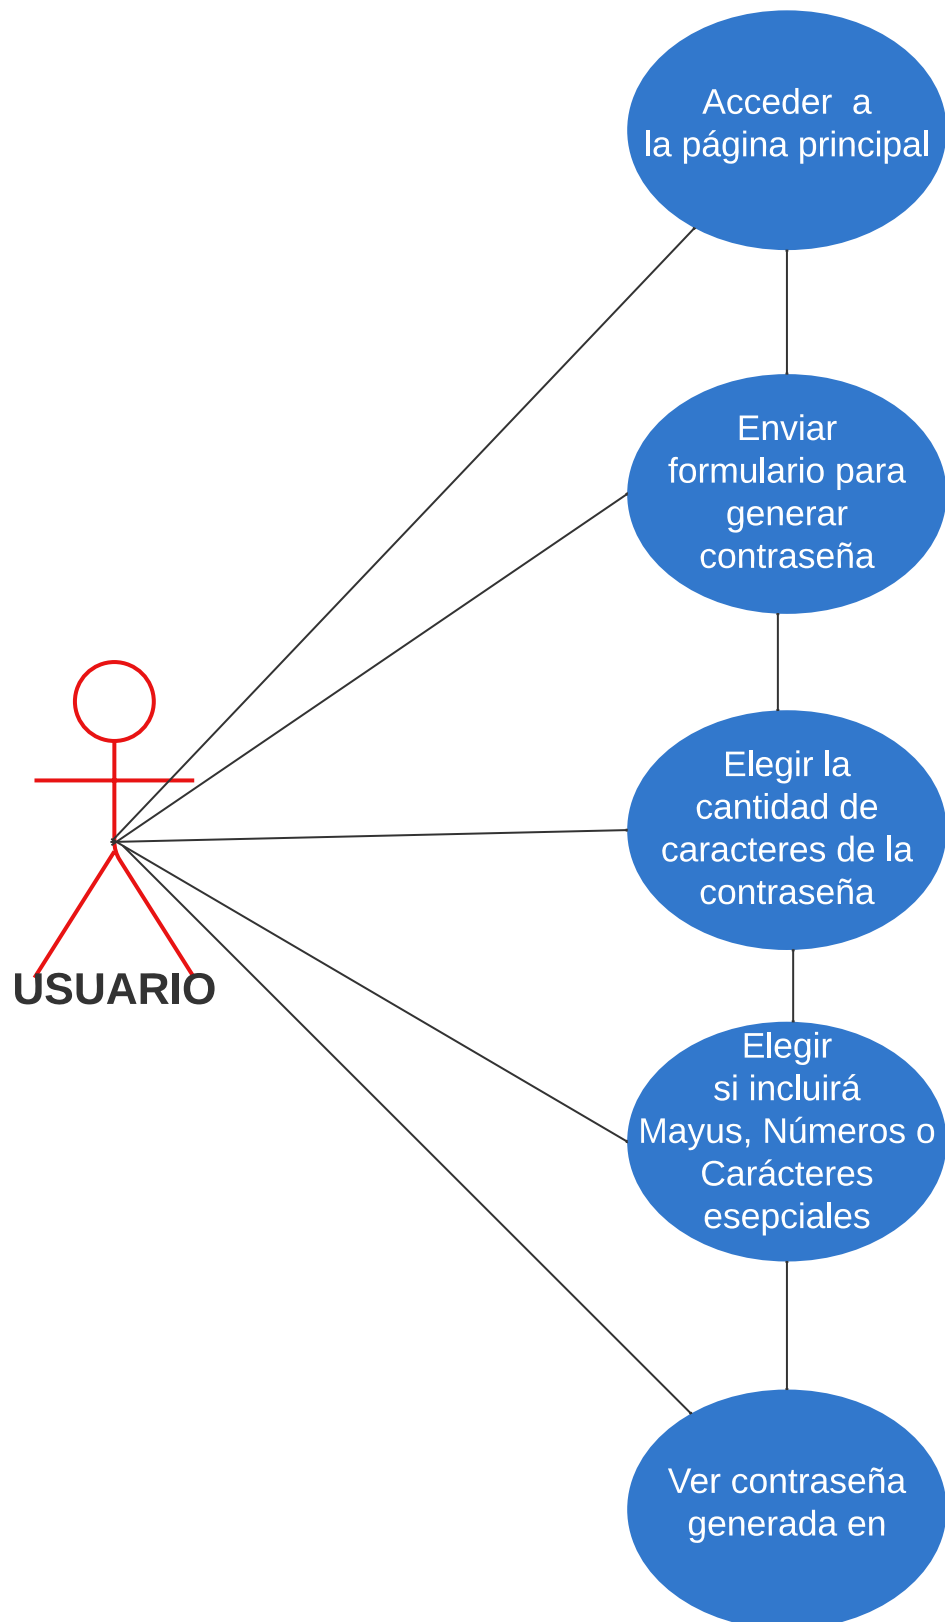 Acceder  a
la página principal
Enviar
formulario para
generar
contraseña
Elegir la
cantidad de
caracteres de la
contraseña
USUARIO
Elegir
si incluirá
Mayus, Números o
Carácteres
esepciales
Ver contraseña
generada en